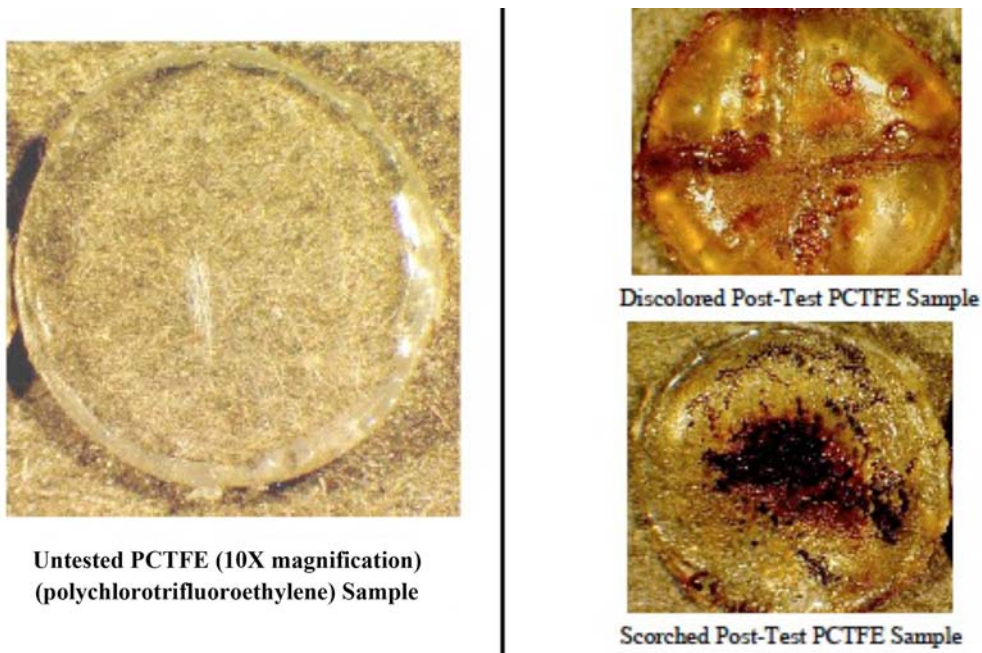 Untested PCTFE (10X magnification)
(polychlorotrifluoroethylene) Sample
Discolored Post-Test PCTFE Sample
Scorched Post-Test PCTFE Sample